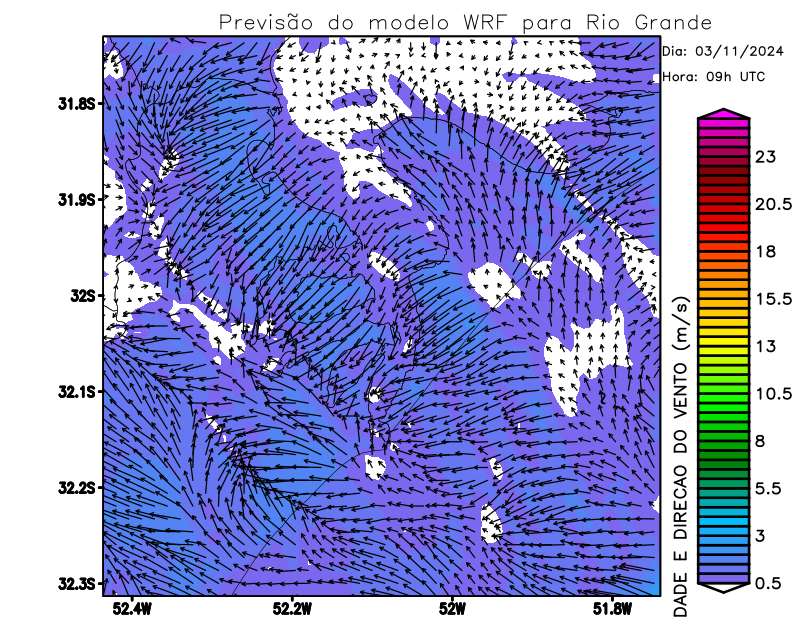 Previsão do modelo WRF para Rio Grande
Dia: 03/11/2024
Hora: 09h UTC
31.8S
31.9S
32S
32.1S
32.2S
32.3S
52.4W
52.2W
52W
51.8W
23
20.5
18
15.5
13
10.5
8
5.5
3
0.5
DADE E DIRECAO DO VENTO (m/s)